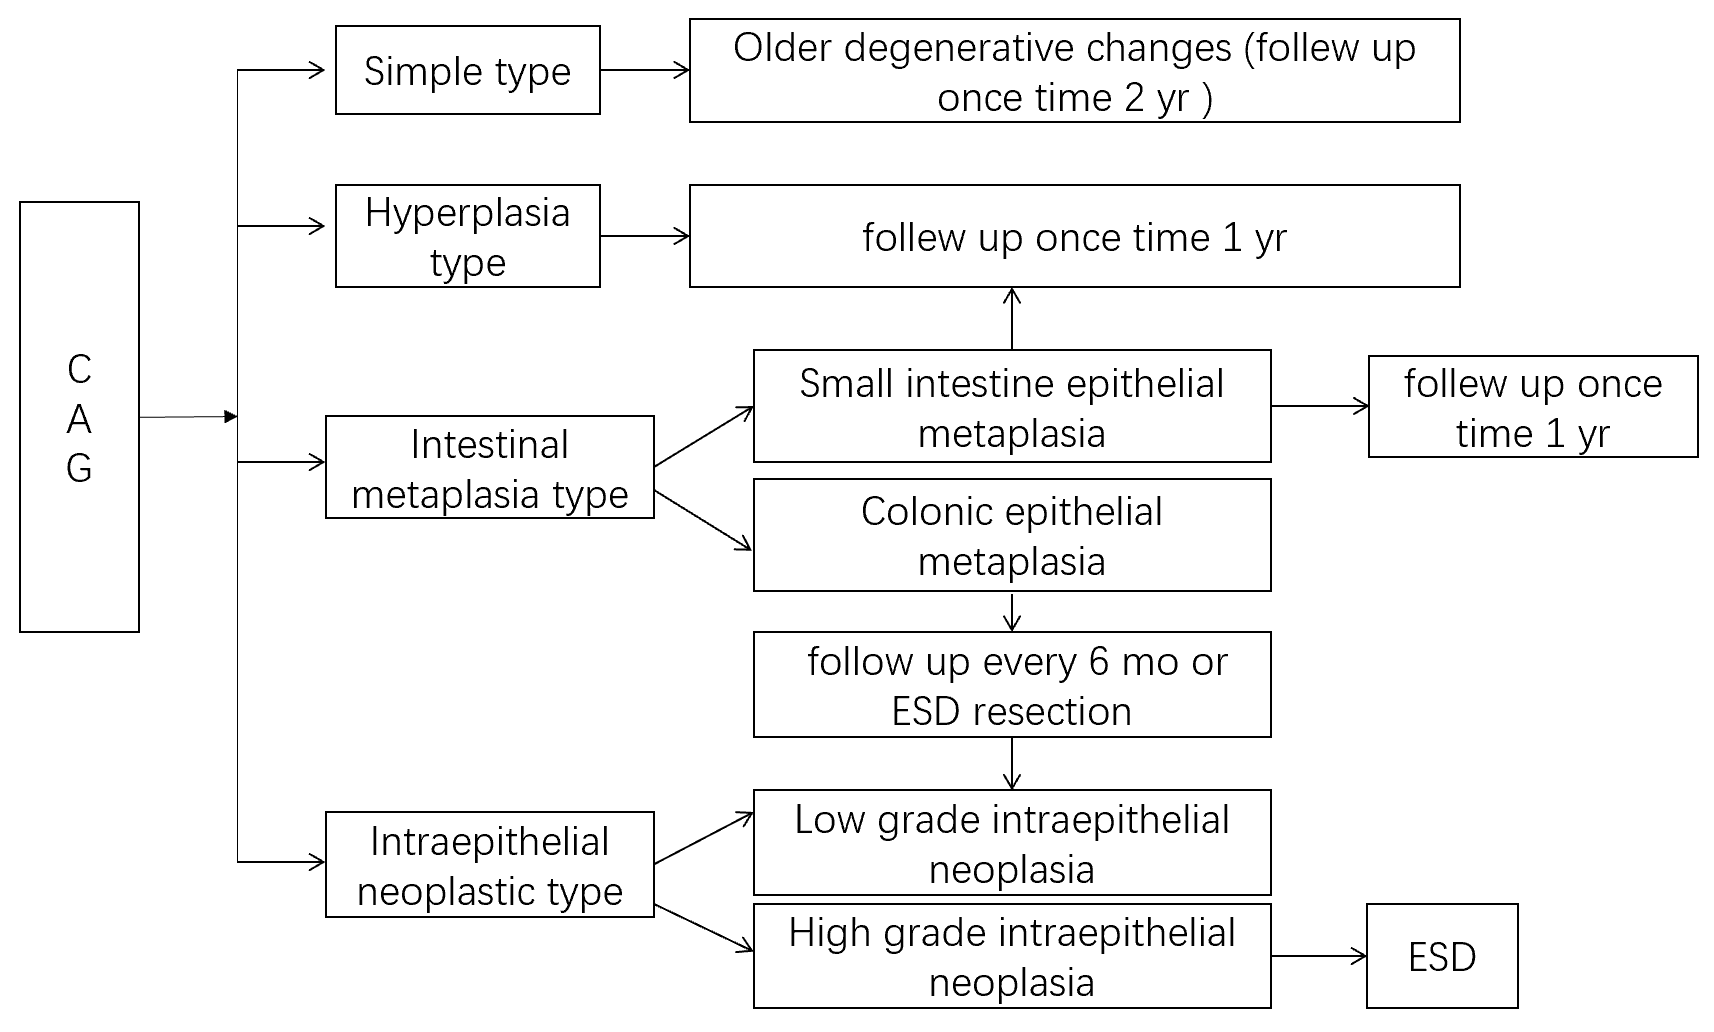 C
A
G
Simple type
Older degenerative changes (follew up
once time 2 yr )
Hyperplasia
type
follew up once time 1 yr
Intestinal
metaplasia type
Small intestine epithelial
metaplasia
follew up once
time 1 yr
Colonic epithelial
metaplasia
follow up every 6 mo or
ESD resection
Intraepithelial
neoplastic type
Low grade intraepithelial
neoplasia
High grade intraepithelial
neoplasia
ESD